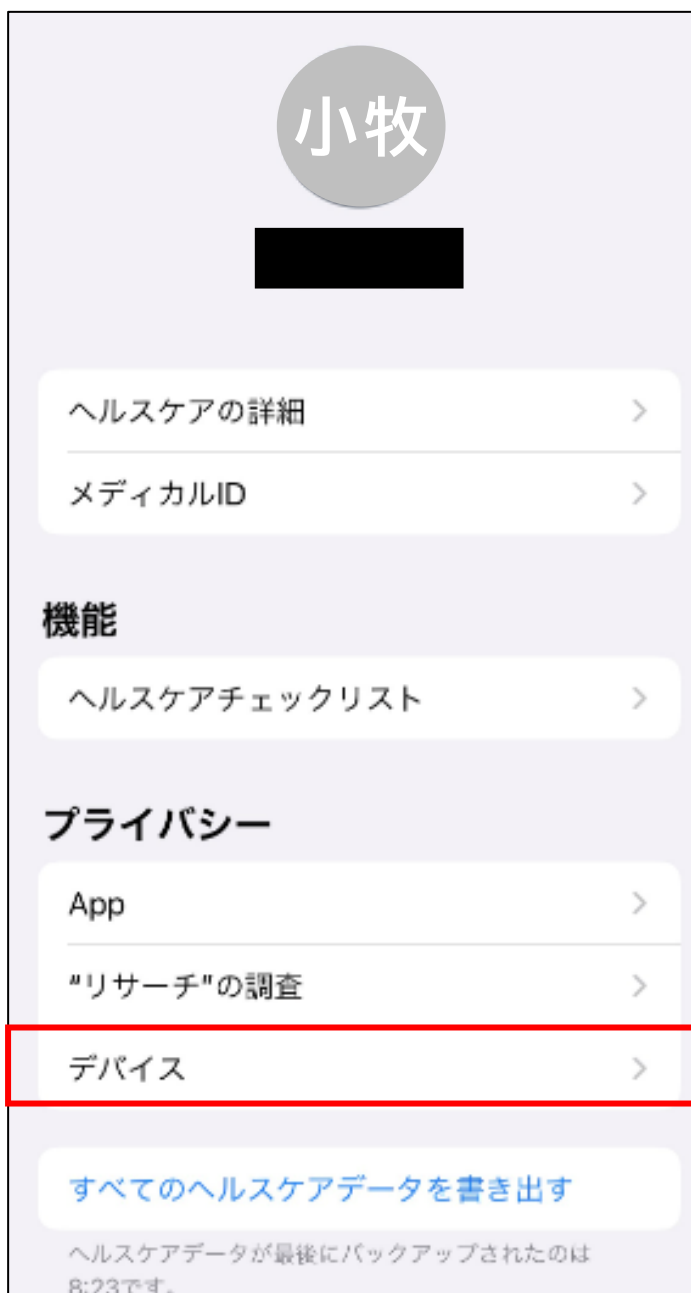 小牧
ヘルスケアの詳細
メディカルID
機能
ヘルスケアチェックリスト
プライバシー
App
“リサーチ"の調査
デバイス
すべてのヘルスケアデータを書き出す
ヘルスケアデータが最後にバックアップされたのは
8:23です。